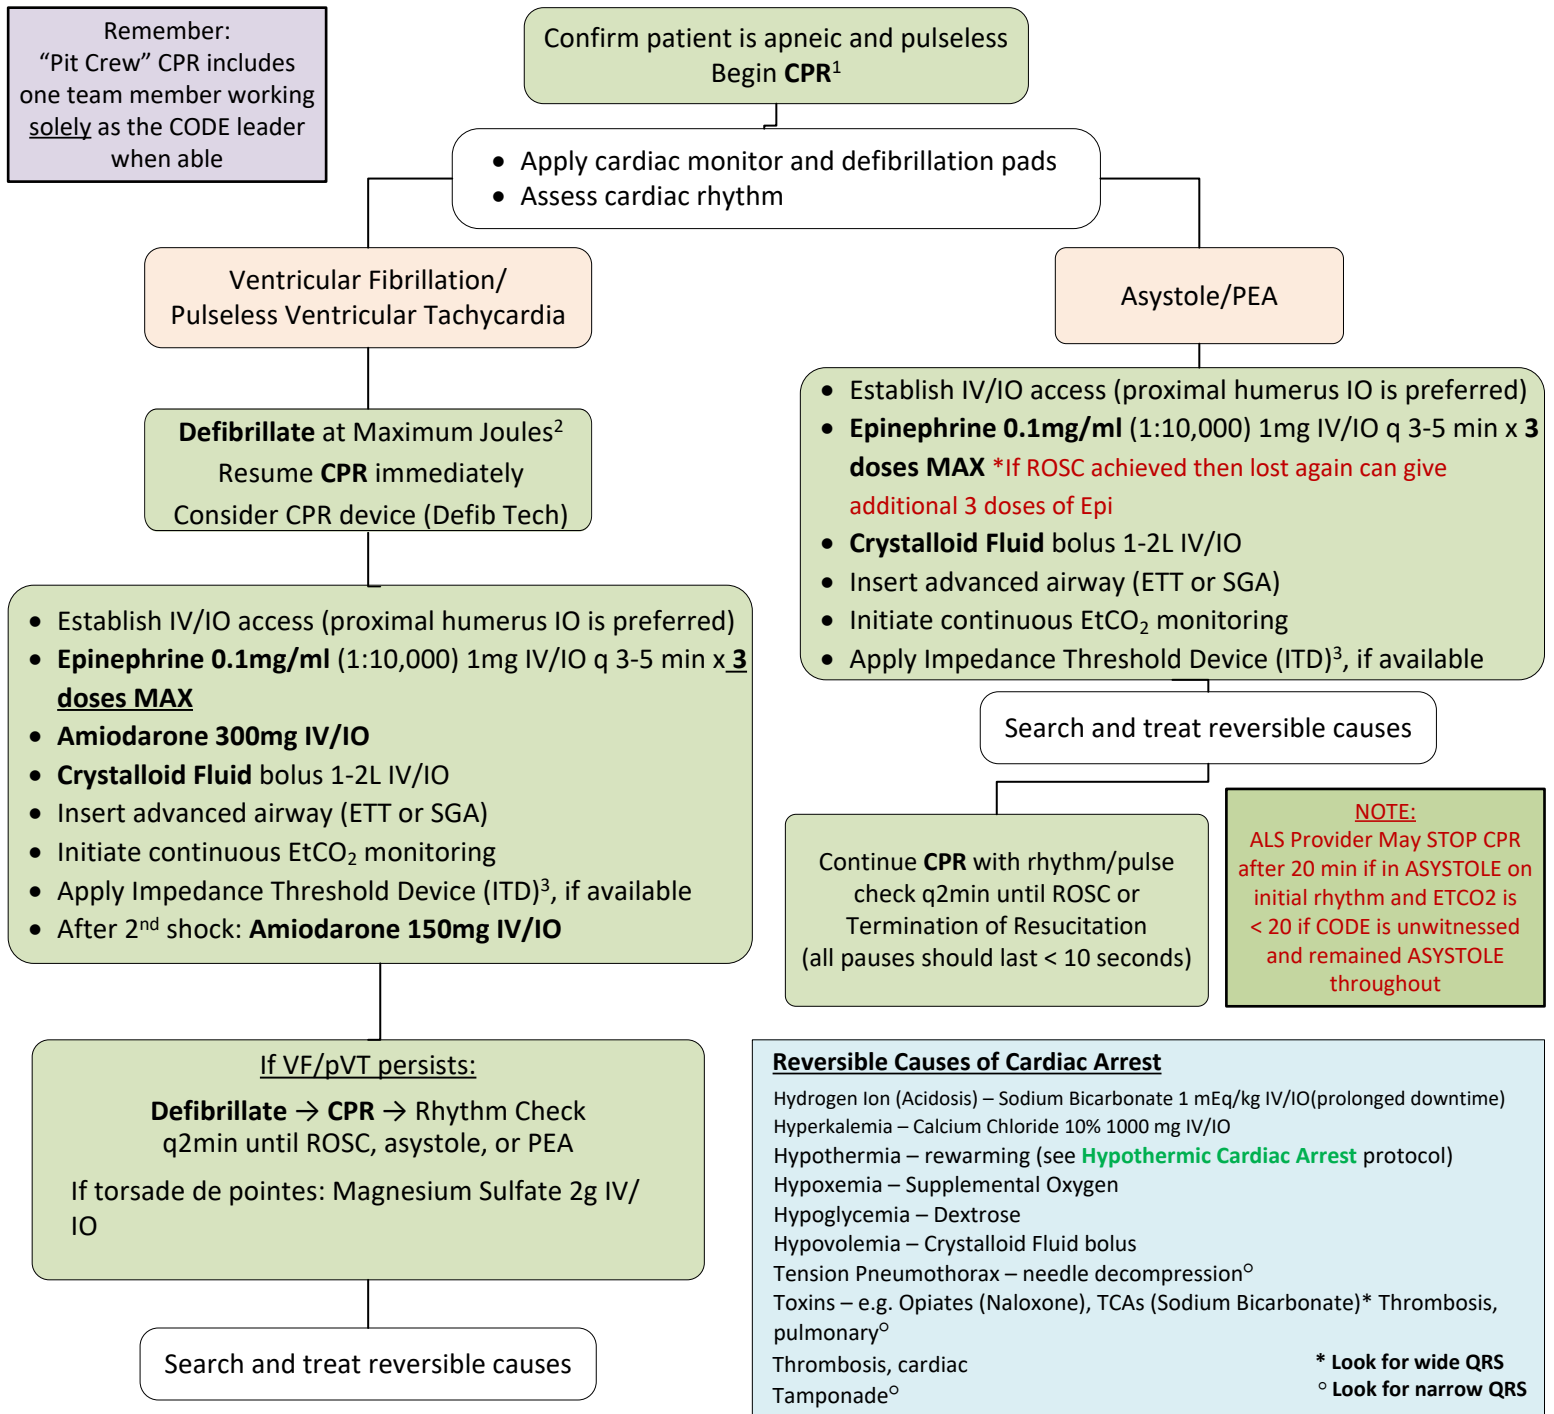 Remember:
“Pit Crew” CPR includes
one team member working
solely as the CODE leader
when able
Confirm patient is apneic and pulseless
Begin CPR1
• Apply cardiac monitor and defibrillation pads
• Assess cardiac rhythm
Ventricular Fibrillation/
Pulseless Ventricular Tachycardia
Defibrillate at Maximum Joules2
Resume CPR immediately
Consider CPR device (Defib Tech)
• Establish IV/IO access (proximal humerus IO is preferred)
• Epinephrine 0.1mg/ml (1:10,000) 1mg IV/IO q 3-5 min x 3
doses MAX
• Amiodarone 300mg IV/IO
• Crystalloid Fluid bolus 1-2L IV/IO
• Insert advanced airway (ETT or SGA)
• Initiate continuous EtCO2 monitoring
• Apply Impedance Threshold Device (ITD)3, if available
• After 2nd shock: Amiodarone 150mg IV/IO
If VF/pVT persists:
Defibrillate → CPR → Rhythm Check
q2min until ROSC, asystole, or PEA
If torsade de pointes: Magnesium Sulfate 2g IV/
IO
Search and treat reversible causes
Asystole/PEA
• Establish IV/IO access (proximal humerus IO is preferred)
• Epinephrine 0.1mg/ml (1:10,000) 1mg IV/IO q 3-5 min x 3
doses MAX *If ROSC achieved then lost again can give
additional 3 doses of Epi
• Crystalloid Fluid bolus 1-2L IV/IO
• Insert advanced airway (ETT or SGA)
• Initiate continuous EtCO2 monitoring
• Apply Impedance Threshold Device (ITD)3, if available
Search and treat reversible causes
Continue CPR with rhythm/pulse
check q2min until ROSC or
Termination of Resucitation
(all pauses should last < 10 seconds)
NOTE:
ALS Provider May STOP CPR
after 20 min if in ASYSTOLE on
initial rhythm and ETCO2 is
< 20 if CODE is unwitnessed
and remained ASYSTOLE
throughout
Reversible Causes of Cardiac Arrest
Hydrogen Ion (Acidosis) – Sodium Bicarbonate 1 mEq/kg IV/IO(prolonged downtime)
Hyperkalemia – Calcium Chloride 10% 1000 mg IV/IO
Hypothermia – rewarming (see Hypothermic Cardiac Arrest protocol)
Hypoxemia – Supplemental Oxygen
Hypoglycemia – Dextrose
Hypovolemia – Crystalloid Fluid bolus
Tension Pneumothorax – needle decompression○
Toxins – e.g. Opiates (Naloxone), TCAs (Sodium Bicarbonate)* Thrombosis,
pulmonary○
Thrombosis, cardiac
Tamponade○
* Look for wide QRS
○ Look for narrow QRS